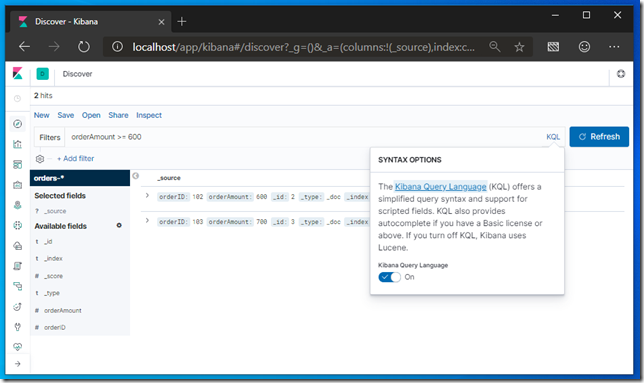 Discover - Kibana
localhost/app/kibana#/discover?_g=()&_a=(columns:!(_source),index:c
D Discover
2 hits
New Save Open Share Inspect
Filters orderAmount >= 600 KQL Refresh
+ Add filter
SYNTAX OPTIONS
The Kibana Query Language (KQL) offers a
simplified query syntax and support for
scripted fields. KQL also provides
autocomplete if you have a Basic license or
above. If you turn off KQL, Kibana uses
Lucene.
Kibana Query Language
On
orders-*
Selected fields
? _source
Available fields
t _id
t _index
# _score
t _type
# orderAmount
# orderID
_source
orderID: 102 orderAmount: 600 _id: 2 _type: _doc _index
orderID: 103 orderAmount: 700 _id: 3 _type: _doc _index